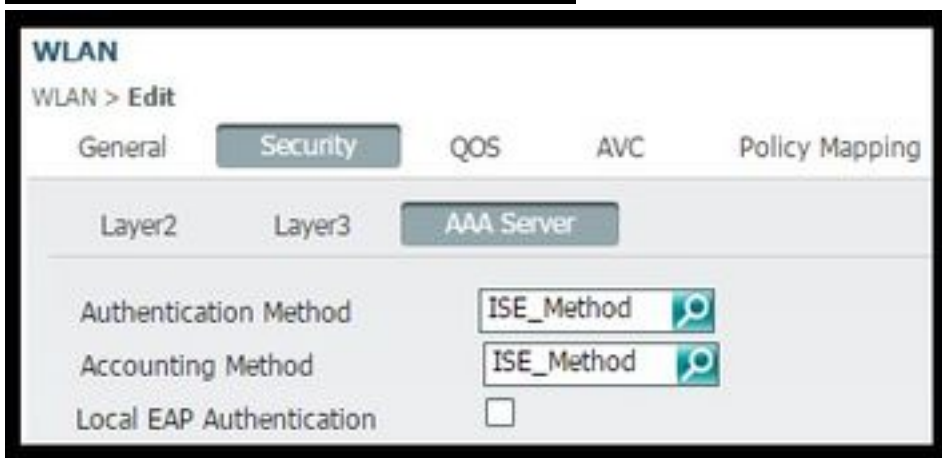 WLAN
WLAN > Edit
General Security QOS AVC Policy Mapping
Layer2 Layer3 AAA Server
Authentication Method ISE_Method
Accounting Method ISE_Method
Local EAP Authentication